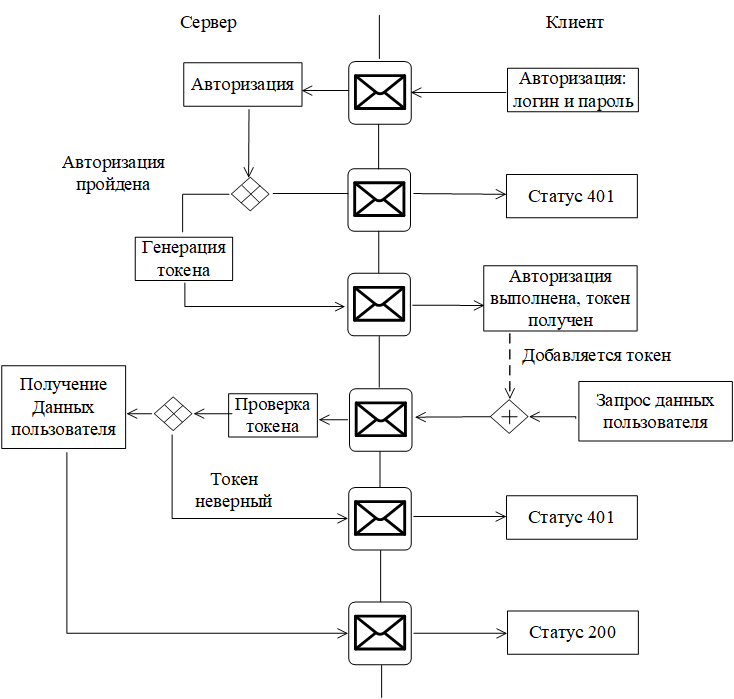 Сервер
Клиент
Авторизация
Авторизация:
логин и пароль
Авторизация
пройдена
Статус 401
Генерация
токена
Авторизация
выполнена, токен
получен
Добавляется токен
Получение
Данных
пользователя
Проверка
токена
Запрос данных
пользователя
Токен
неверный
Статус 401
Статус 200